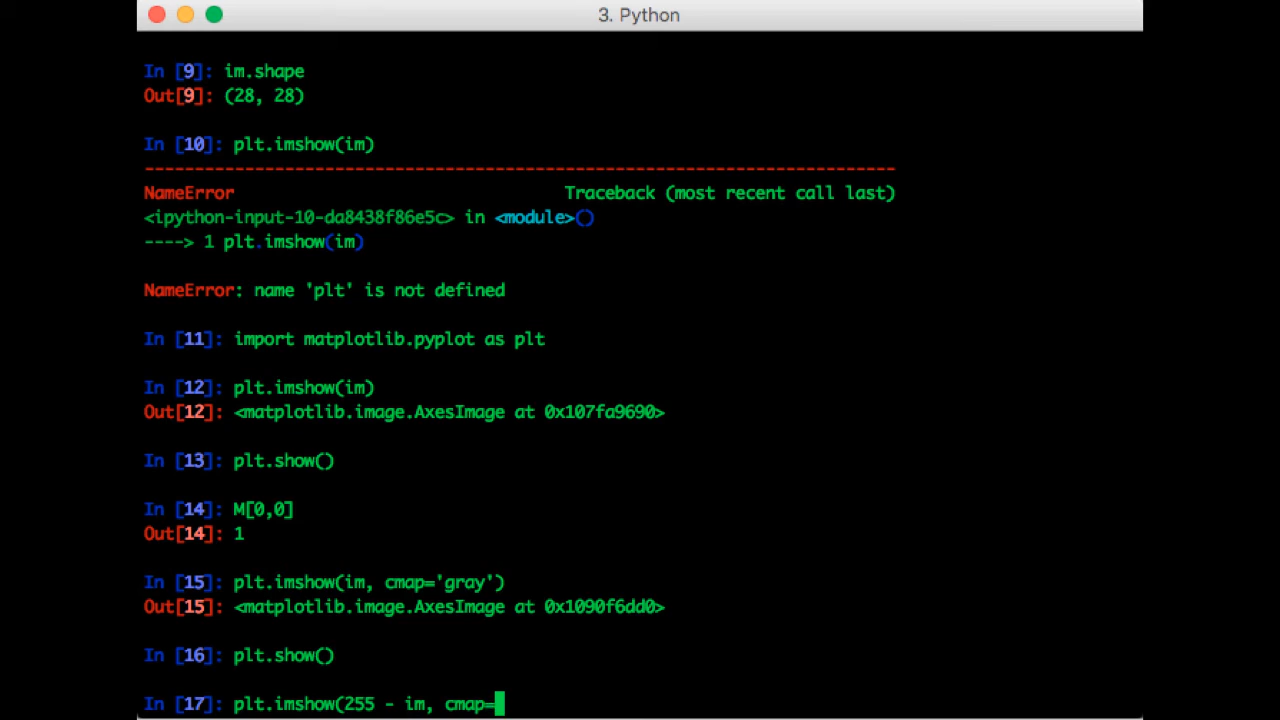 3. Python
In [9]: im.shape
Out[9]: (28, 28)
In [10]: plt.imshow(im)
---------------------------------------------------------------------------
NameError                                 Traceback (most recent call last)
<ipython-input-10-da8438f86e5c> in <module>()
----> 1 plt.imshow(im)
NameError: name 'plt' is not defined
In [11]: import matplotlib.pyplot as plt
In [12]: plt.imshow(im)
Out[12]: <matplotlib.image.AxesImage at 0x107fa9690>
In [13]: plt.show()
In [14]: M[0,0]
Out[14]: 1
In [15]: plt.imshow(im, cmap='gray')
Out[15]: <matplotlib.image.AxesImage at 0x1090f6dd0>
In [16]: plt.show()
In [17]: plt.imshow(255 - im, cmap=